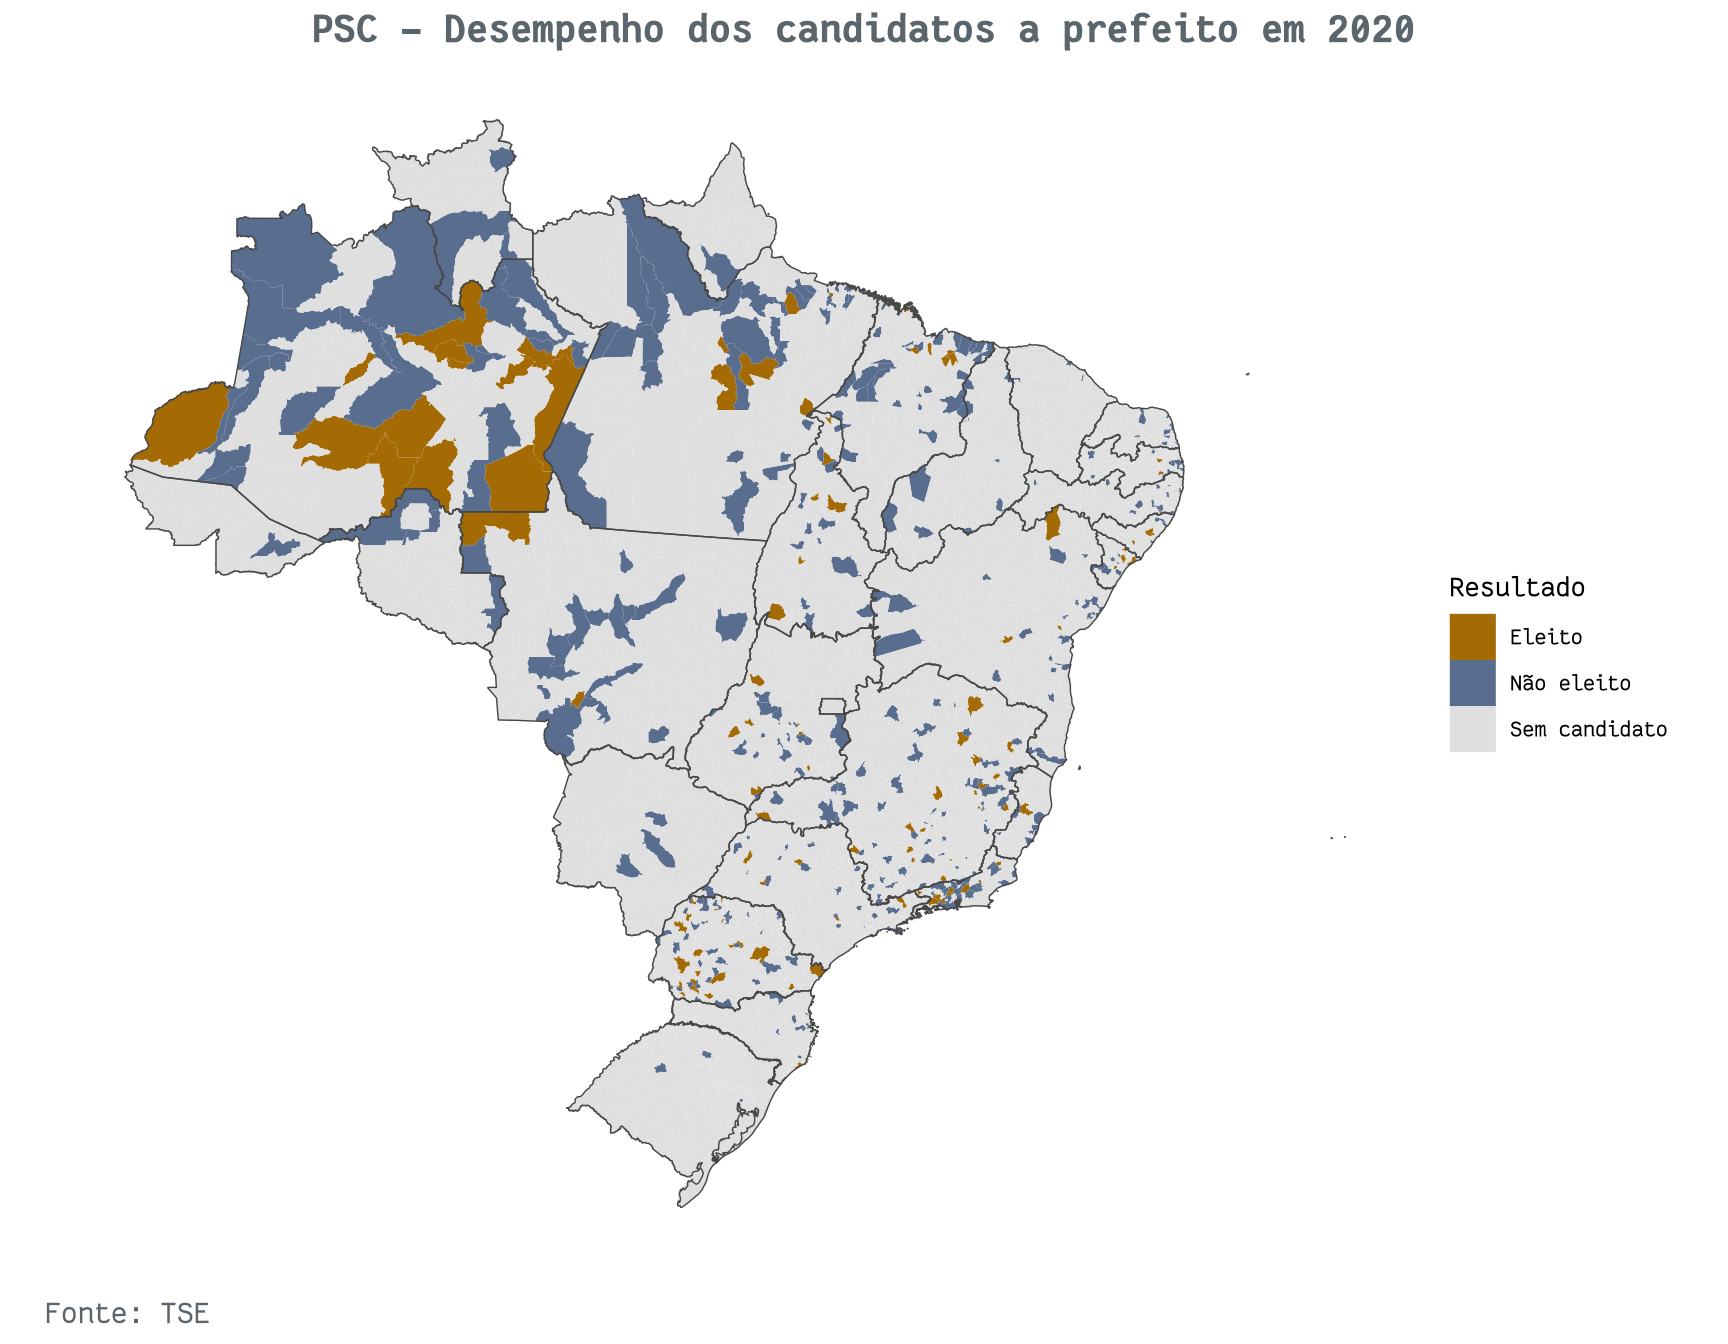 PSC – Desempenho dos candidatos a prefeito em 2020
Resultado
Eleito
Não eleito
Sem candidato
Fonte: TSE